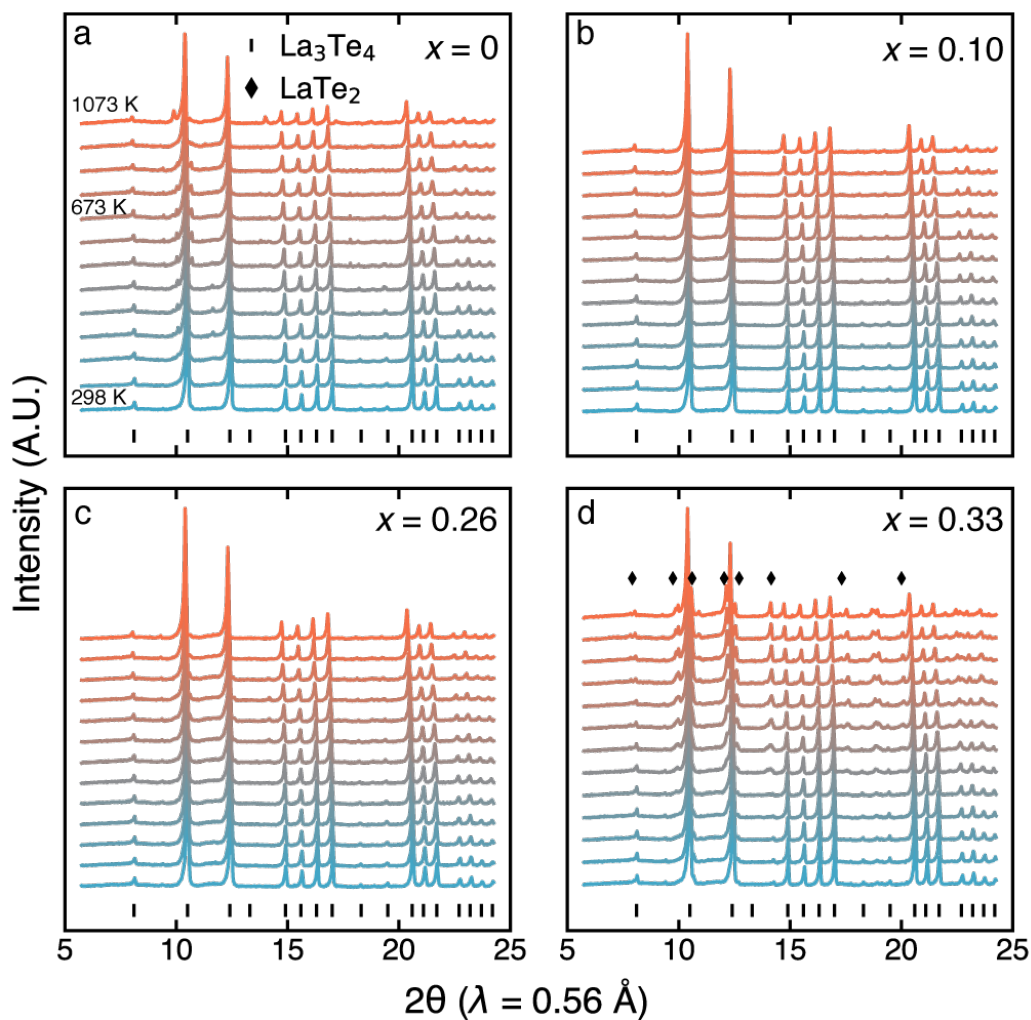 a
La₃Te₄
x = 0
LaTe₂
1073 K
673 K
298 K
b
x = 0.10
c
x = 0.26
d
x = 0.33
Intensity (A.U.)
5 10 15 20 25
5 10 15 20 25
2θ (λ = 0.56 Å)